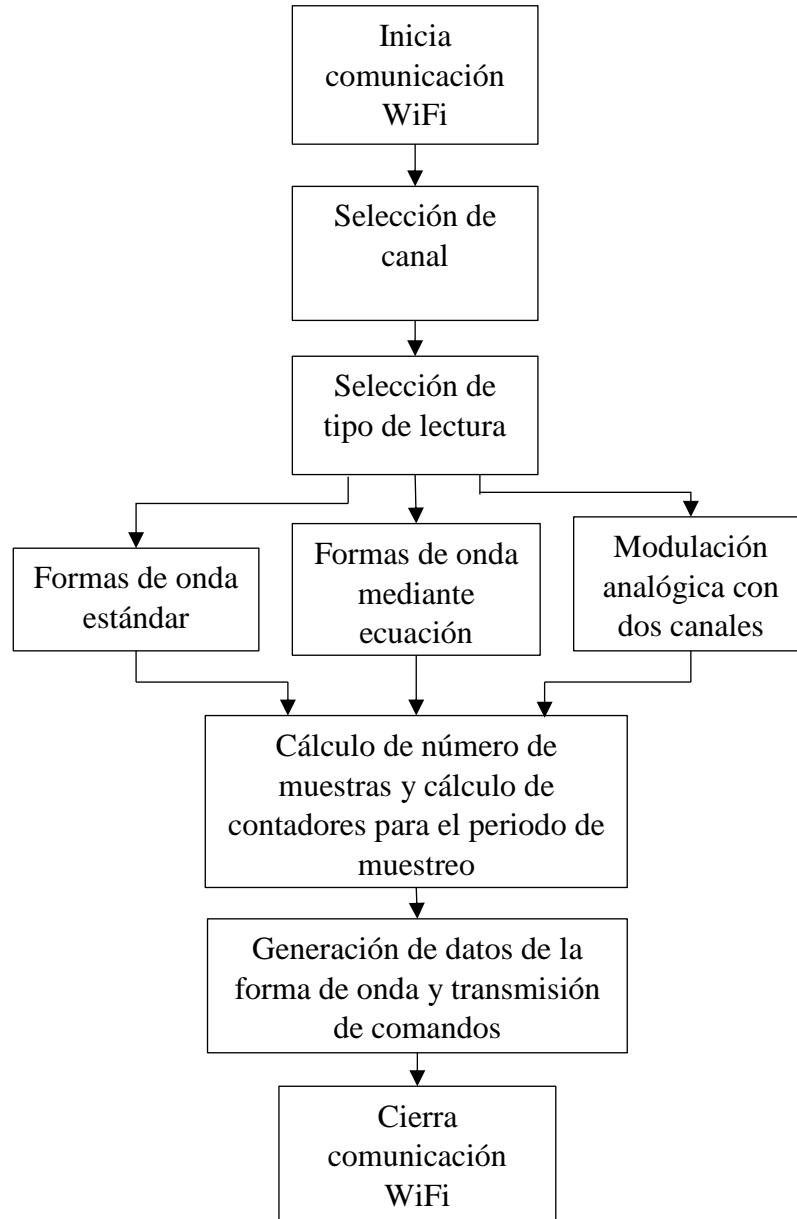 Inicia
comunicación
WiFi
Selección de
canal
Selección de
tipo de lectura
Formas de onda
estándar
Formas de onda
mediante
ecuación
Modulación
analógica con
dos canales
Cálculo de número de
muestras y cálculo de
contadores para el periodo de
muestreo
Generación de datos de la
forma de onda y transmisión
de comandos
Cierra
comunicación
WiFi